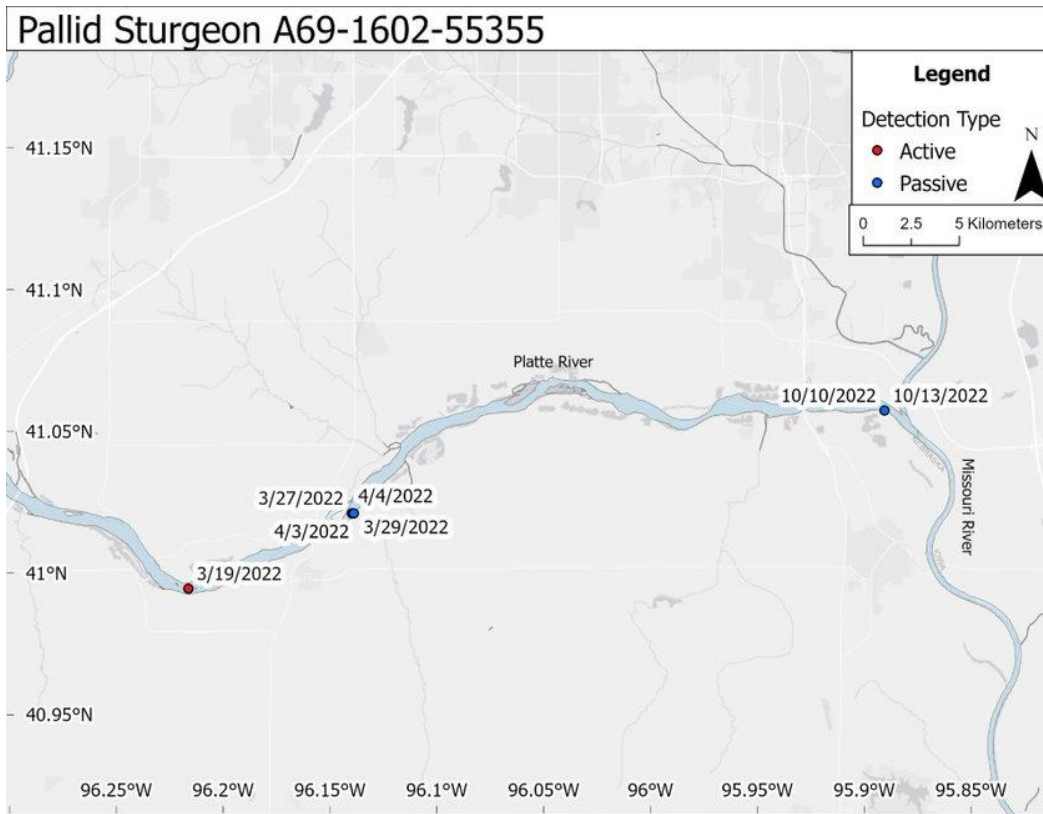 Pallid Sturgeon A69-1602-55355
Legend
Detection Type
Active
Passive
N
0 2.5 5 Kilometers
41.15°N
41.1°N
Platte River
10/10/2022 10/13/2022
41.05°N
NEBRASKA
Missouri River
3/27/2022 4/4/2022
4/3/2022 3/29/2022
IOWA
41°N
3/19/2022
40.95°N
96.25°W 96.2°W 96.15°W 96.1°W 96.05°W 96°W 95.95°W 95.9°W 95.85°W